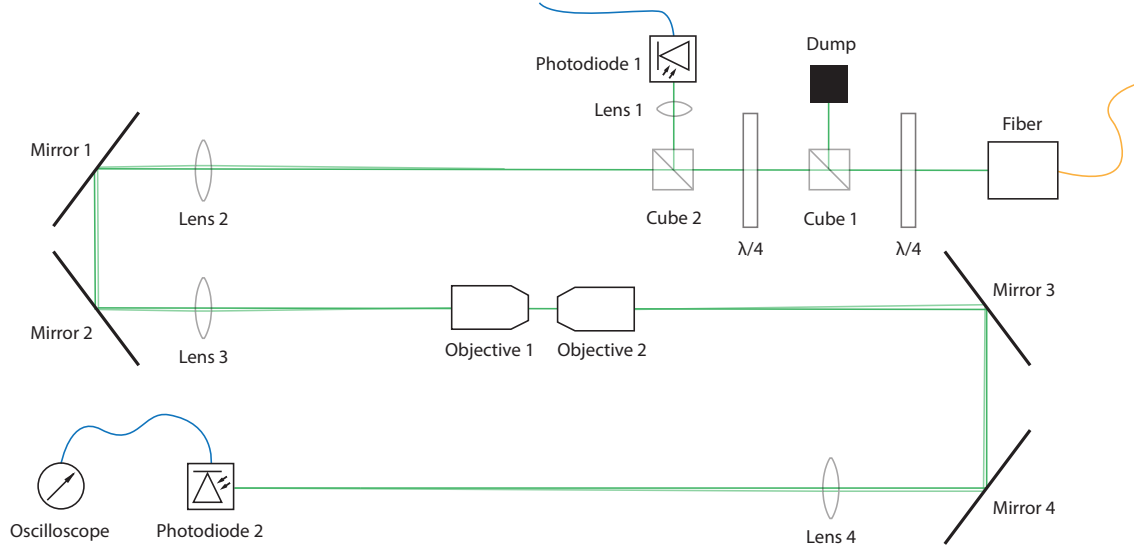 Dump
Photodiode 1
Lens 1
Fiber
Mirror 1
Lens 2
Cube 2
Cube 1
λ/4
λ/4
Mirror 2
Lens 3
Objective 1
Objective 2
Mirror 3
Oscilloscope
Photodiode 2
Lens 4
Mirror 4